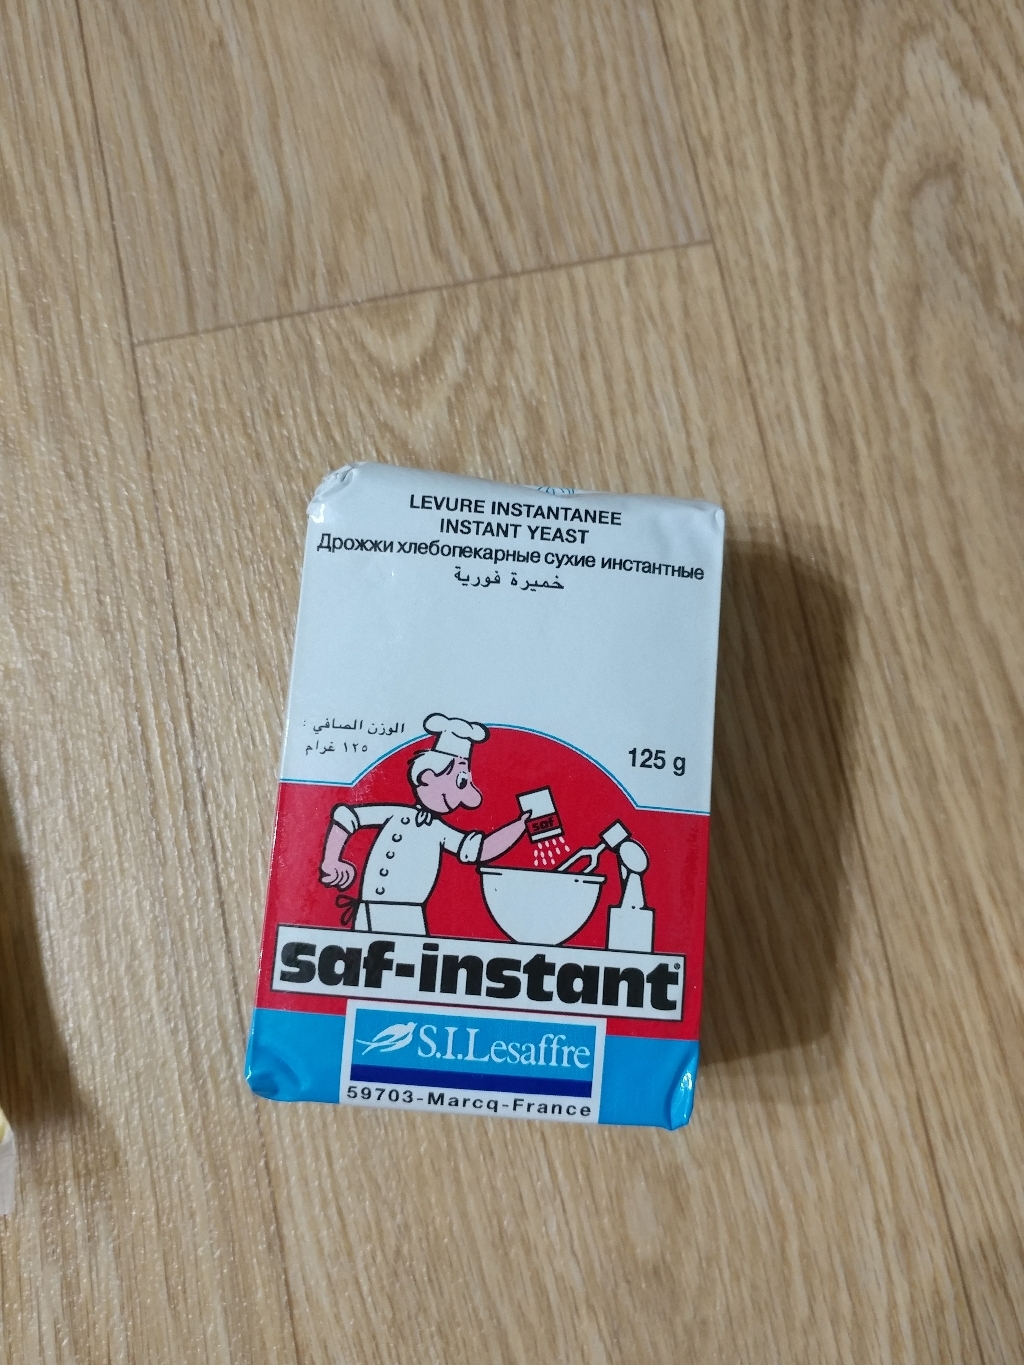 LEVURE INSTANTANEE
INSTANT YEAST
Дрожжи хлебопекарные сухие инстантные
خميرة فورية
الوزن الصافي :
١٢٥ غرام
125 g
saf
saf-instant®
S.I.Lesaffre
59703-Marcq-France